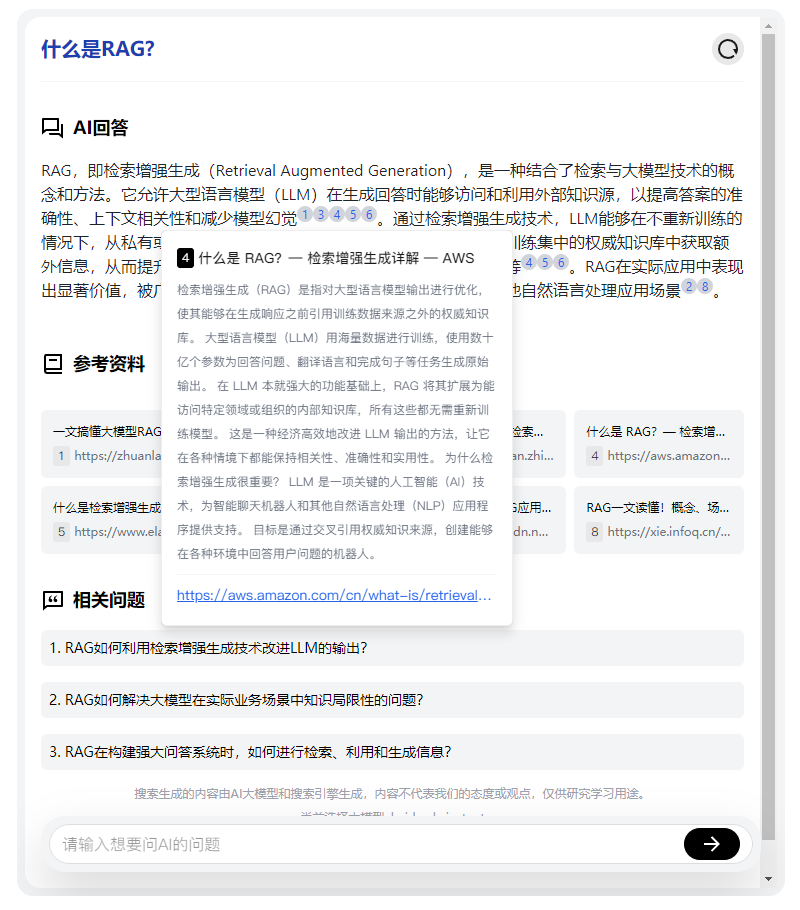 什么是RAG?
AI回答
RAG，即检索增强生成（Retrieval Augmented Generation），是一种结合了检索与大模型技术的概
念和方法。它允许大型语言模型（LLM）在生成回答时能够访问和利用外部知识源，以提高答案的准
确性、上下文相关性和减少模型幻觉1 3 4 5 6。通过检索增强生成技术，LLM能够在不重新训练的
情况下，从私有或 训练集中的权威知识库中获取额
外信息，从而提升 等4 5 6。RAG在实际应用中表现
出显著价值，被广 自然语言处理应用场景2 8。
4 什么是 RAG？ — 检索增强生成详解 — AWS
检索增强生成（RAG）是指对大型语言模型输出进行优化，
使其能够在生成响应之前引用训练数据来源之外的权威知识
库。 大型语言模型（LLM）用海量数据进行训练，使用数十
亿个参数为回答问题、翻译语言和完成句子等任务生成原始
输出。 在 LLM 本就强大的功能基础上，RAG 将其扩展为能
访问特定领域或组织的内部知识库，所有这些都无需重新训
练模型。 这是一种经济高效地改进 LLM 输出的方法，让它
在各种情境下都能保持相关性、准确性和实用性。 为什么检
索增强生成很重要？ LLM 是一项关键的人工智能（AI）技
术，为智能聊天机器人和其他自然语言处理（NLP）应用程
序提供支持。 目标是通过交叉引用权威知识来源，创建能够
在各种环境中回答用户问题的机器人。
https://aws.amazon.com/cn/what-is/retrieval...
参考资料
一文搞懂大模型RAG 检索... 什么是 RAG？ — 检索增...
1 https://zhuanla an.zhi... 4 https://aws.amazon...
什么是检索增强生成 应用... RAG一文读懂！概念、场...
5 https://www.ela dn.n... 8 https://xie.infoq.cn/...
相关问题
1. RAG如何利用检索增强生成技术改进LLM的输出?
2. RAG如何解决大模型在实际业务场景中知识局限性的问题?
3. RAG在构建强大问答系统时，如何进行检索、利用和生成信息?
搜索生成的内容由AI大模型和搜索引擎生成，内容不代表我们的态度或观点，仅供研究学习用途。
请输入想要问AI的问题